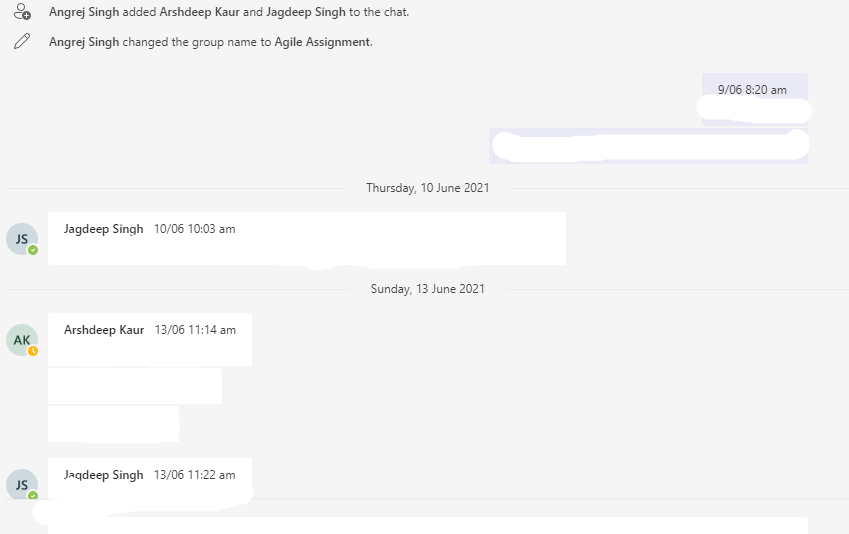 Angrej Singh added Arshdeep Kaur and Jagdeep Singh to the chat.
Angrej Singh changed the group name to Agile Assignment.
9/06 8:20 am
Thursday, 10 June 2021
JS
Jagdeep Singh 10/06 10:03 am
Sunday, 13 June 2021
AK
Arshdeep Kaur 13/06 11:14 am
JS
Jagdeep Singh 13/06 11:22 am